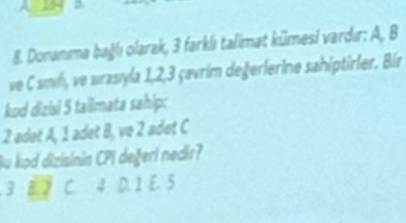 A. 164 B.
8. Donanıma bağlı olarak, 3 farklı talimat kümesi vardır: A, B
ve C sınıfı, ve sırasıyla 1,2,3 çevrim değerlerine sahiptirler. Bir
kod dizisi 5 talimata sahip:
2 adet A, 1 adet B, ve 2 adet C
Bu kod dizisinin CPI değeri nedir?
3 B. 2 C. 4 D. 1 E. 5